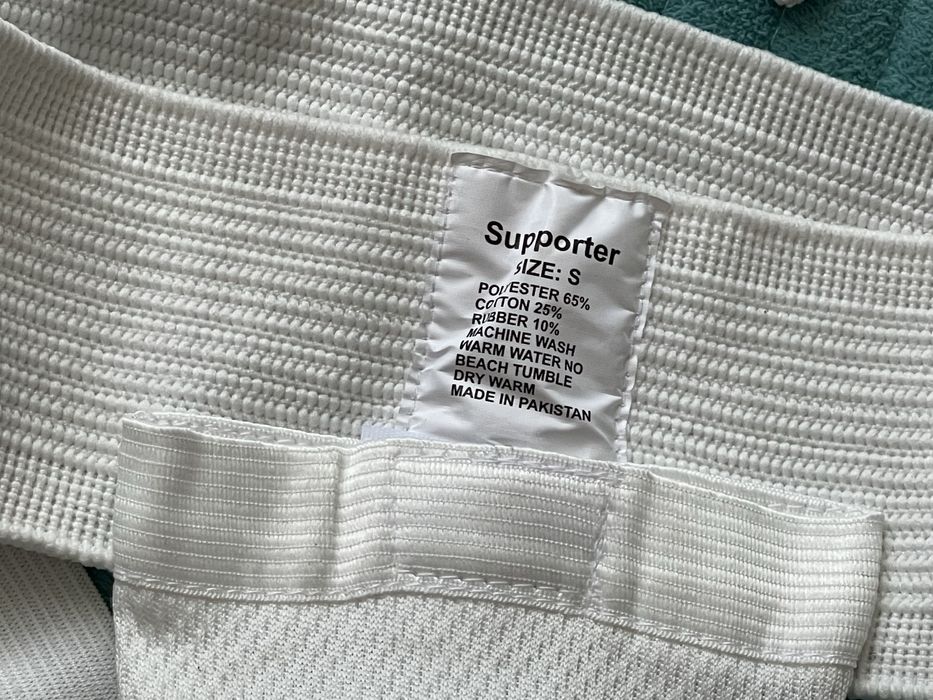 Supporter
SIZE: S
POLYESTER 65%
COTTON 25%
RUBBER 10%
MACHINE WASH
WARM WATER NO
BEACH TUMBLE
DRY WARM
MADE IN PAKISTAN